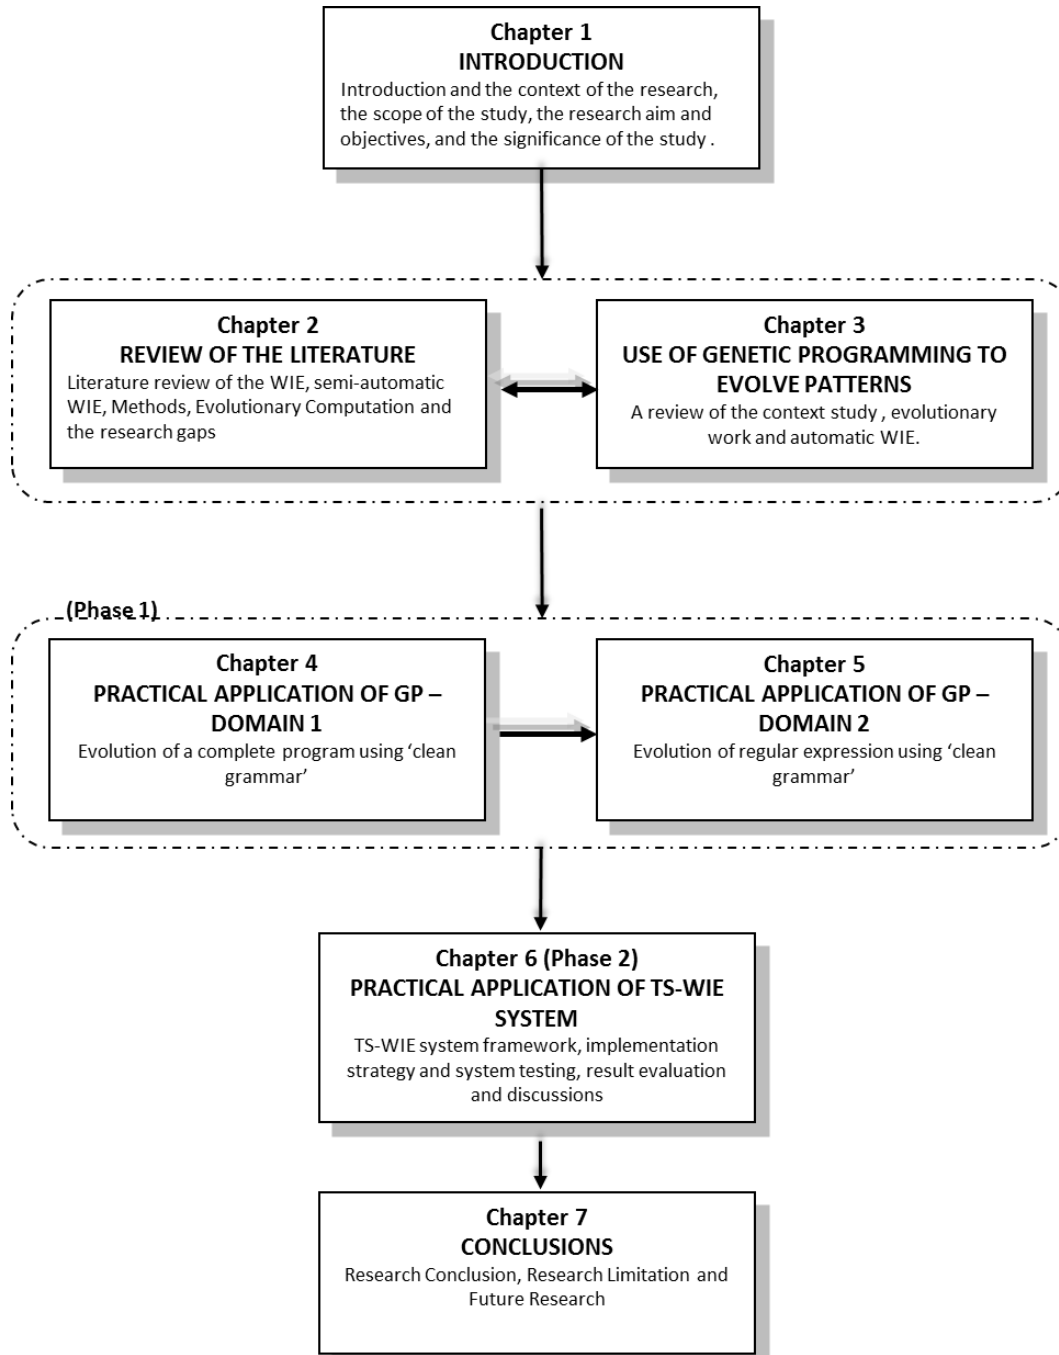 Chapter 1
INTRODUCTION
Introduction and the context of the research,
the scope of the study, the research aim and
objectives, and the significance of the study .
Chapter 2
REVIEW OF THE LITERATURE
Literature review of the WIE, semi-automatic
WIE, Methods, Evolutionary Computation and
the research gaps
Chapter 3
USE OF GENETIC PROGRAMMING TO
EVOLVE PATTERNS
A review of the context study , evolutionary
work and automatic WIE.
(Phase 1)
Chapter 4
PRACTICAL APPLICATION OF GP –
DOMAIN 1
Evolution of a complete program using ‘clean
grammar’
Chapter 5
PRACTICAL APPLICATION OF GP –
DOMAIN 2
Evolution of regular expression using ‘clean
grammar’
Chapter 6 (Phase 2)
PRACTICAL APPLICATION OF TS-WIE
SYSTEM
TS-WIE system framework, implementation
strategy and system testing, result evaluation
and discussions
Chapter 7
CONCLUSIONS
Research Conclusion, Research Limitation and
Future Research